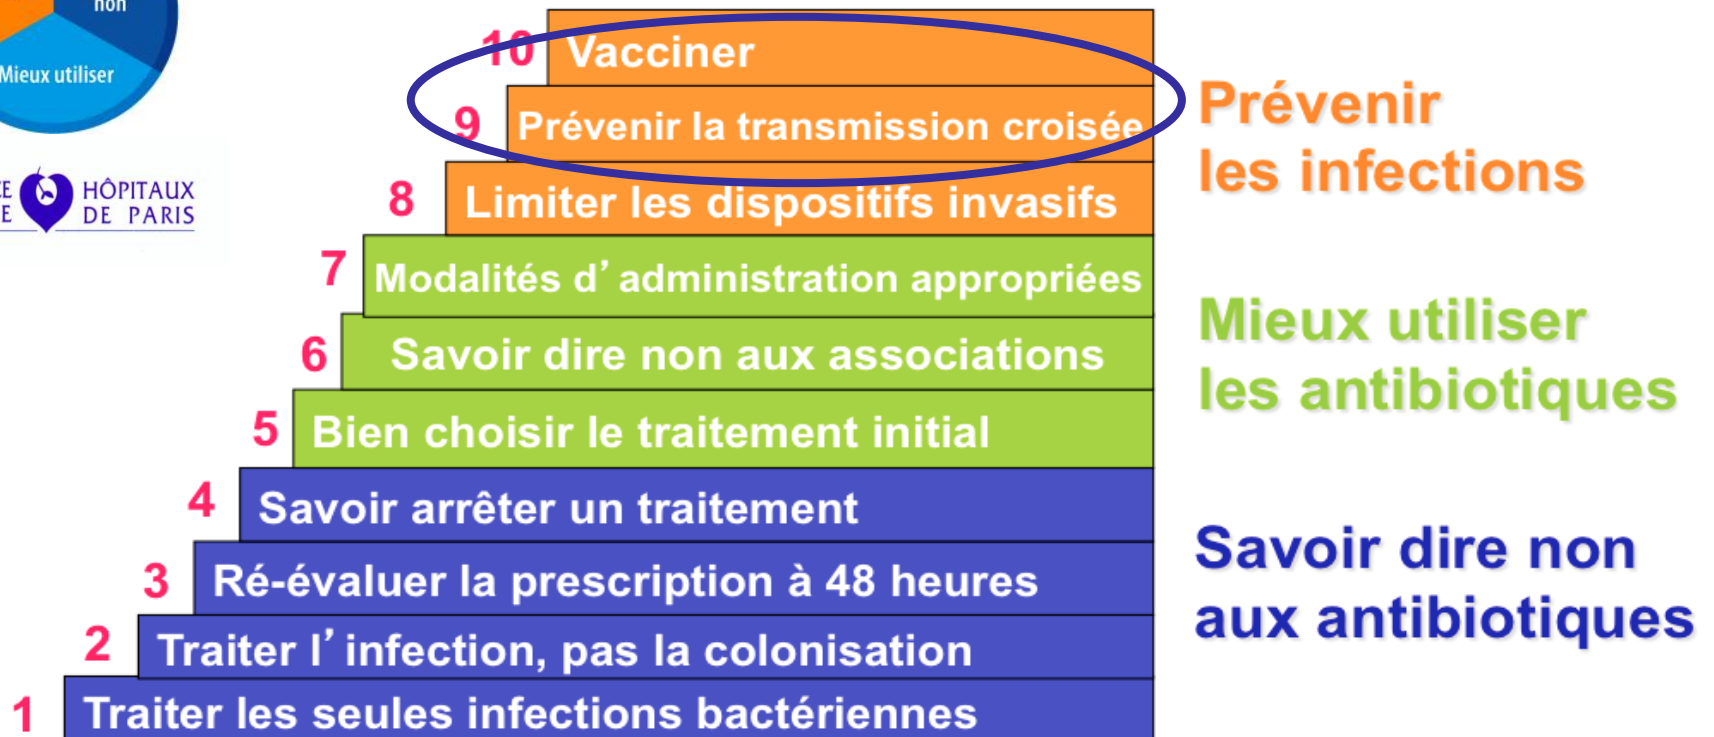 non
Mieux utiliser
HÔPITAUX
DE PARIS
10 Vacciner
9 Prévenir la transmission croisée
8 Limiter les dispositifs invasifs
7 Modalités d’administration appropriées
6 Savoir dire non aux associations
5 Bien choisir le traitement initial
4 Savoir arrêter un traitement
3 Ré-évaluer la prescription à 48 heures
2 Traiter l’infection, pas la colonisation
1 Traiter les seules infections bactériennes
Prévenir
les infections
Mieux utiliser
les antibiotiques
Savoir dire non
aux antibiotiques